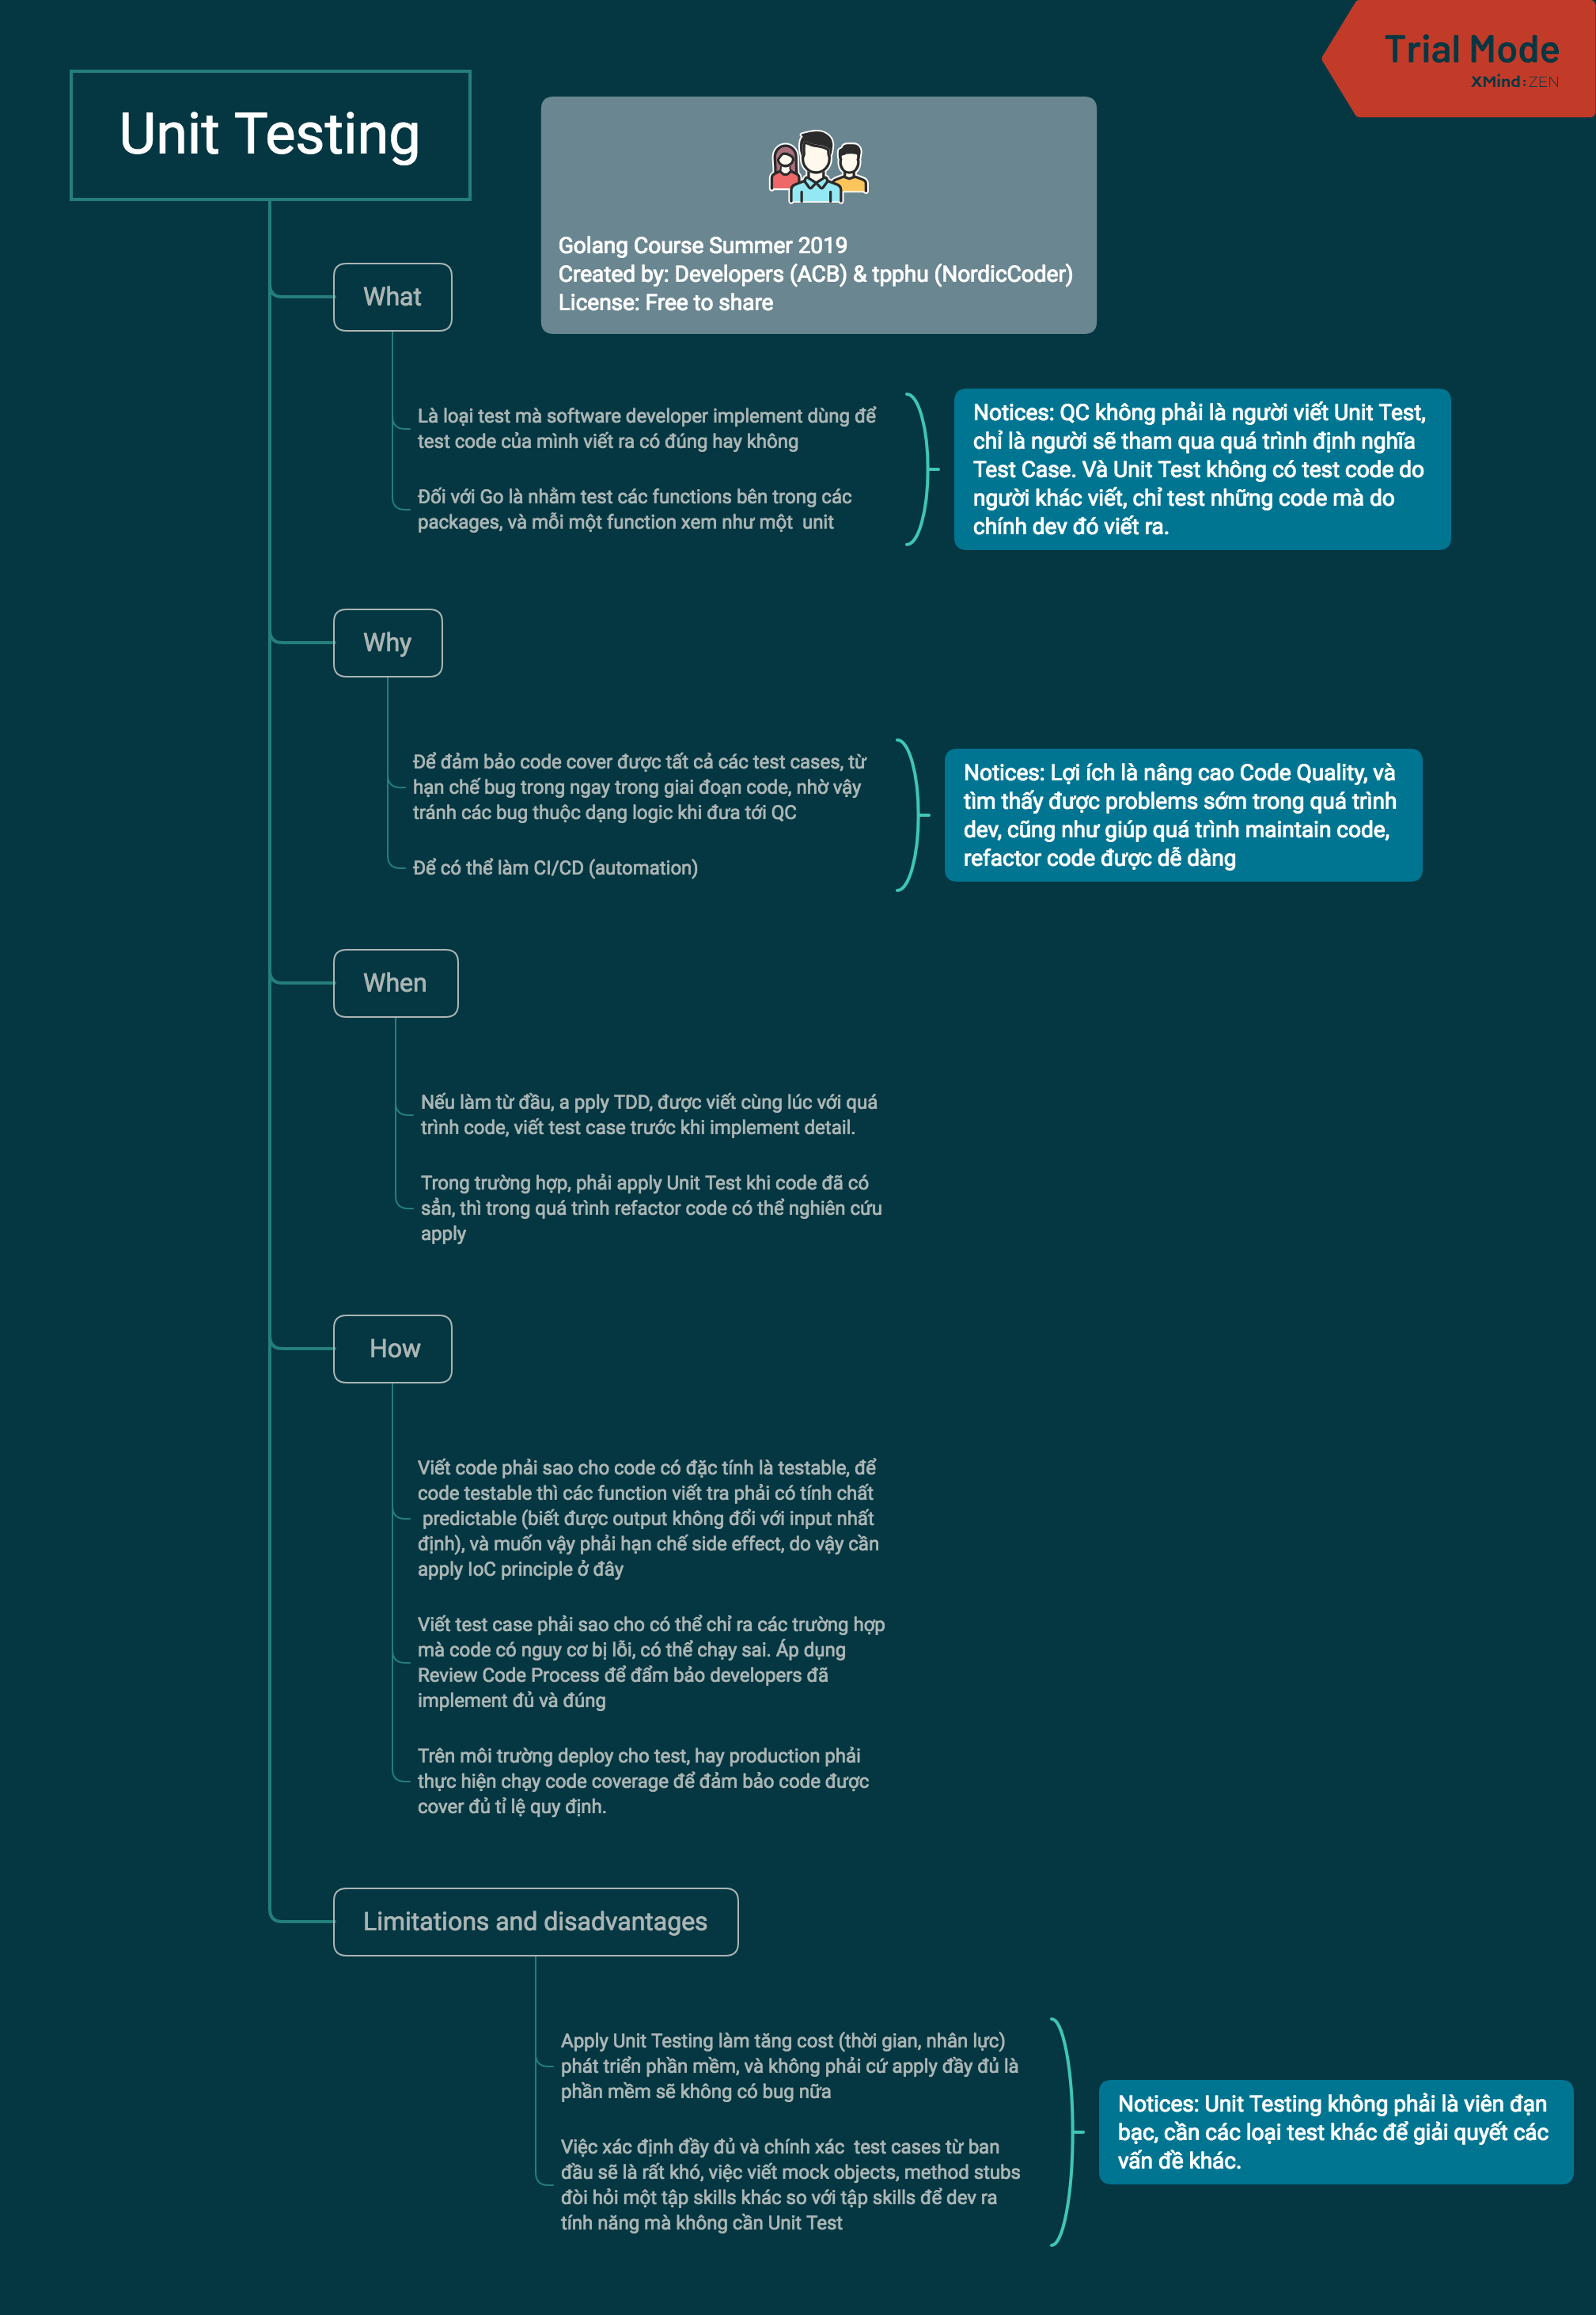 Trial Mode
XMind:ZEN
Unit Testing
Golang Course Summer 2019
Created by: Developers (ACB) & tpphu (NordicCoder)
License: Free to share
What
Là loại test mà software developer implement dùng để
test code của mình viết ra có đúng hay không
Đối với Go là nhằm test các functions bên trong các
packages, và mỗi một function xem như một  unit
Notices: QC không phải là người viết Unit Test,
chỉ là người sẽ tham qua quá trình định nghĩa
Test Case. Và Unit Test không có test code do
người khác viết, chỉ test những code mà do
chính dev đó viết ra.
Why
Để đảm bảo code cover được tất cả các test cases, từ
hạn chế bug trong ngay trong giai đoạn code, nhờ vậy
tránh các bug thuộc dạng logic khi đưa tới QC
Để có thể làm CI/CD (automation)
Notices: Lợi ích là nâng cao Code Quality, và
tìm thấy được problems sớm trong quá trình
dev, cũng như giúp quá trình maintain code,
refactor code được dễ dàng
When
Nếu làm từ đầu, a pply TDD, được viết cùng lúc với quá
trình code, viết test case trước khi implement detail.
Trong trường hợp, phải apply Unit Test khi code đã có
sẳn, thì trong quá trình refactor code có thể nghiên cứu
apply
How
Viết code phải sao cho code có đặc tính là testable, để
code testable thì các function viết tra phải có tính chất
predictable (biết được output không đổi với input nhất
định), và muốn vậy phải hạn chế side effect, do vậy cần
apply IoC principle ở đây
Viết test case phải sao cho có thể chỉ ra các trường hợp
mà code có nguy cơ bị lỗi, có thể chạy sai. Áp dụng
Review Code Process để đẩm bảo developers đã
implement đủ và đúng
Trên môi trường deploy cho test, hay production phải
thực hiện chạy code coverage để đảm bảo code được
cover đủ tỉ lệ quy định.
Limitations and disadvantages
Apply Unit Testing làm tăng cost (thời gian, nhân lực)
phát triển phần mềm, và không phải cứ apply đầy đủ là
phần mềm sẽ không có bug nữa
Việc xác định đầy đủ và chính xác  test cases từ ban
đầu sẽ là rất khó, việc viết mock objects, method stubs
đòi hỏi một tập skills khác so với tập skills để dev ra
tính năng mà không cần Unit Test
Notices: Unit Testing không phải là viên đạn
bạc, cần các loại test khác để giải quyết các
vấn đề khác.